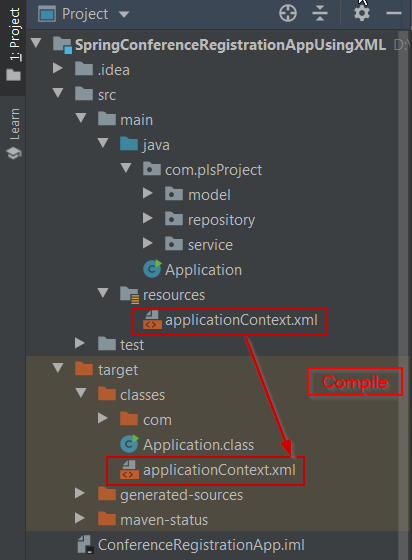 Project
1: Project
Learn
SpringConferenceRegistrationAppUsingXML D:\
.idea
src
main
java
com.plsProject
model
repository
service
Application
resources
applicationContext.xml
test
target
Compile
classes
com
Application.class
applicationContext.xml
generated-sources
maven-status
ConferenceRegistrationApp.iml